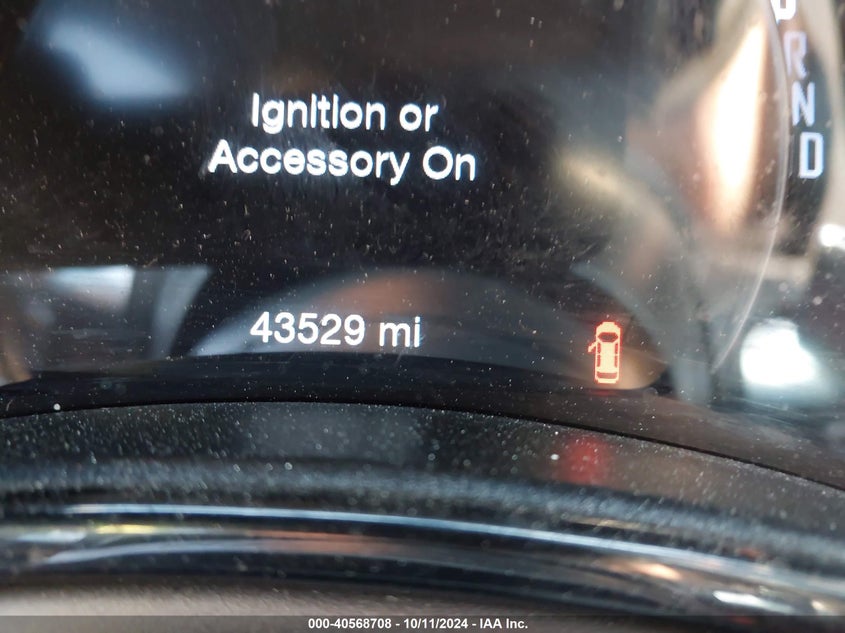 Ignition or
Accessory On
R
N
D
43529 mi
000-40568708 - 10/11/2024 - IAA Inc.